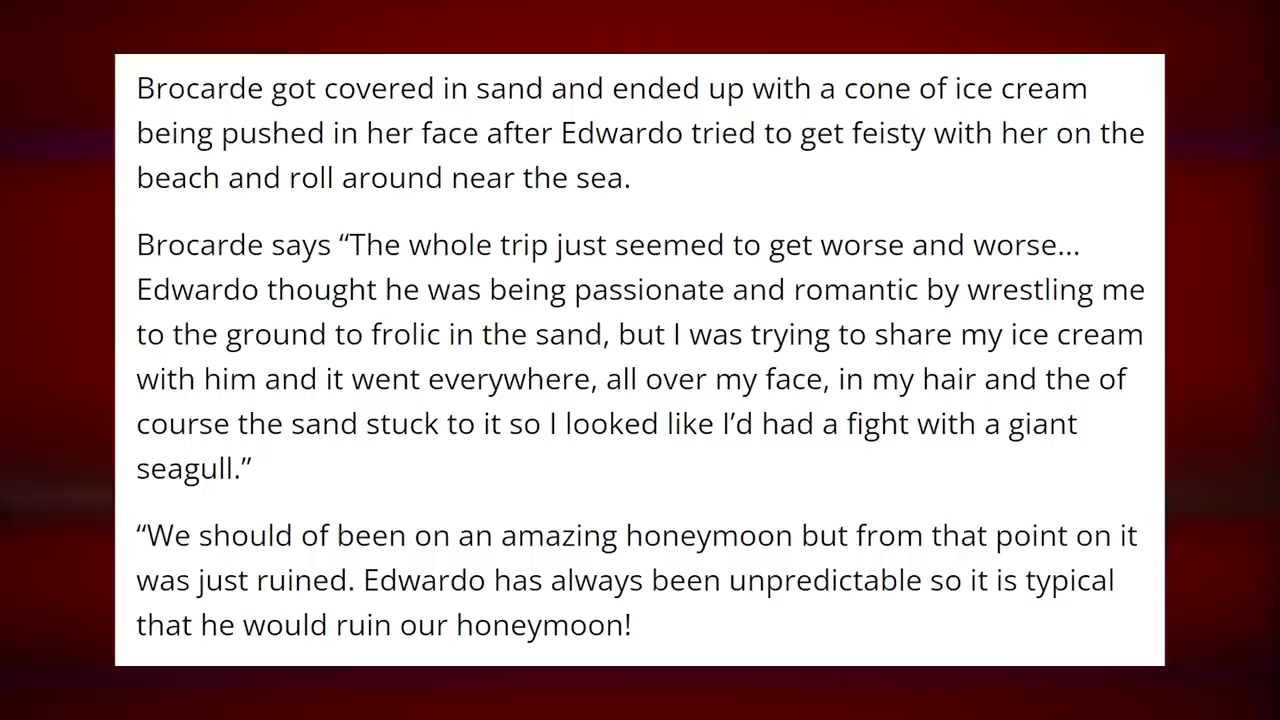 Brocarde got covered in sand and ended up with a cone of ice cream
being pushed in her face after Edwardo tried to get feisty with her on the
beach and roll around near the sea.
Brocarde says “The whole trip just seemed to get worse and worse...
Edwardo thought he was being passionate and romantic by wrestling me
to the ground to frolic in the sand, but I was trying to share my ice cream
with him and it went everywhere, all over my face, in my hair and the of
course the sand stuck to it so I looked like I’d had a fight with a giant
seagull.”
“We should of been on an amazing honeymoon but from that point on it
was just ruined. Edwardo has always been unpredictable so it is typical
that he would ruin our honeymoon!